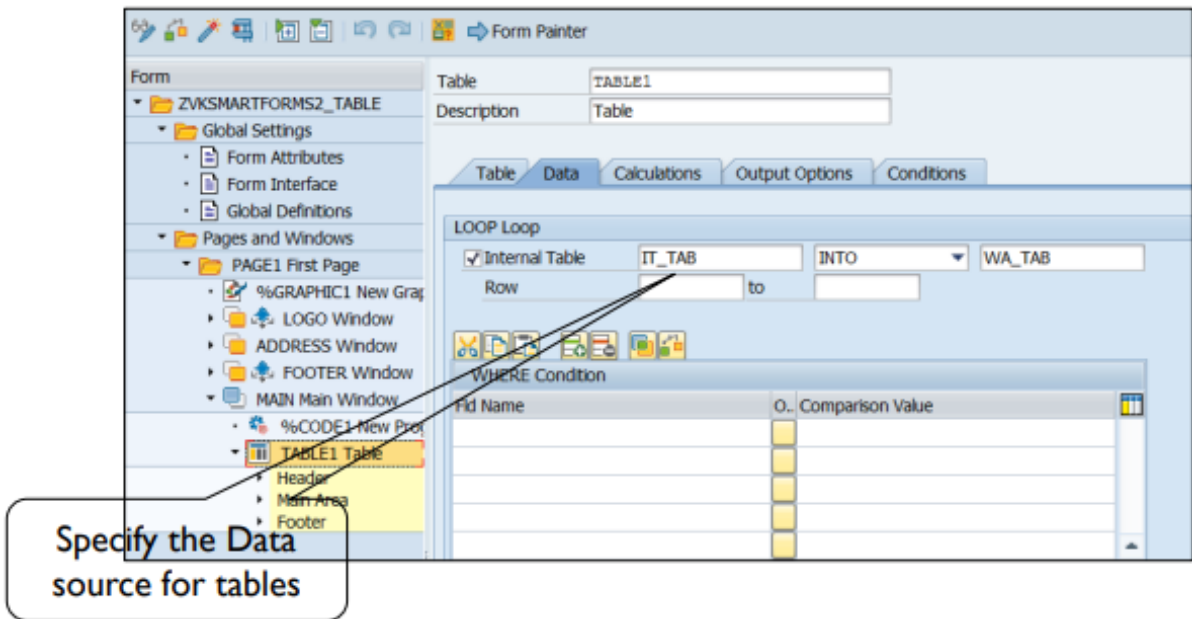 Form Painter
Form
ZVKSMARTFORMS2_TABLE
Global Settings
Form Attributes
Form Interface
Global Definitions
Pages and Windows
PAGE1 First Page
%GRAPHIC1 New Grap
LOGO Window
ADDRESS Window
FOOTER Window
MAIN Main Window
%CODE1 New Prog
TABLE1 Table
Header
Main Area
Footer
Table TABLE1
Description Table
Table Data Calculations Output Options Conditions
LOOP Loop
Internal Table IT_TAB INTO WA_TAB
Row to
WHERE Condition
Fld Name O.. Comparison Value
Specify the Data
source for tables